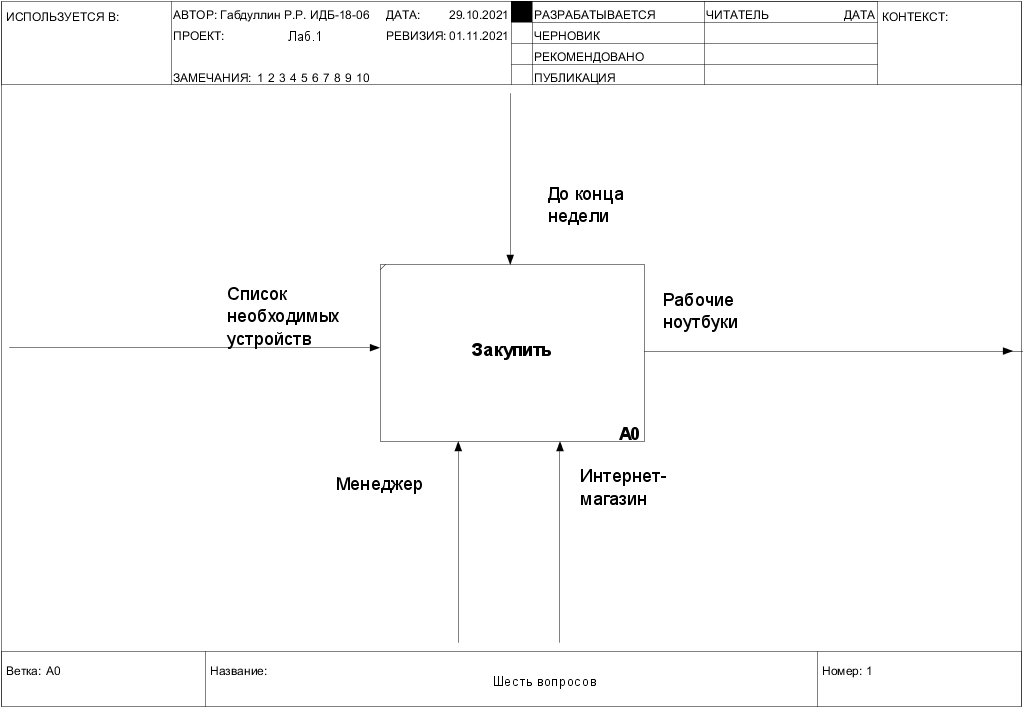 ИСПОЛЬЗУЕТСЯ В:
АВТОР: Габдуллин Р.Р. ИДБ-18-06
ДАТА: 29.10.2021
ПРОЕКТ: Лаб.1
РЕВИЗИЯ: 01.11.2021
ЗАМЕЧАНИЯ: 1 2 3 4 5 6 7 8 9 10
РАЗРАБАТЫВАЕТСЯ
ЧЕРНОВИК
РЕКОМЕНДОВАНО
ПУБЛИКАЦИЯ
ЧИТАТЕЛЬ ДАТА
КОНТЕКСТ:
До конца
недели
Список
необходимых
устройств
Рабочие
ноутбуки
Закупить
A0
Менеджер
Интернет-
магазин
Ветка: A0
Название:
Шесть вопросов
Номер: 1